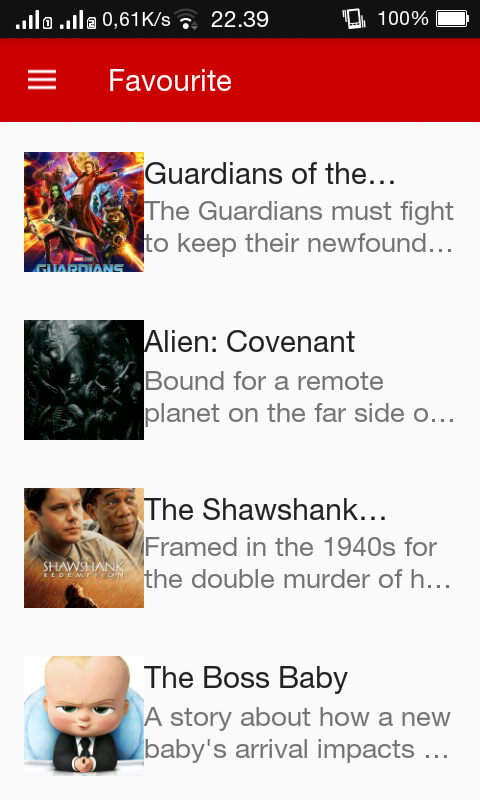 0,61K/s 22.39 100%
Favourite
GUARDIANS
Guardians of the…
The Guardians must fight
to keep their newfound…
Alien: Covenant
Bound for a remote
planet on the far side o…
SHAWSHANK
REDEMPTION
The Shawshank…
Framed in the 1940s for
the double murder of h…
The Boss Baby
A story about how a new
baby's arrival impacts …